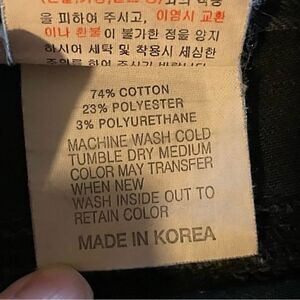 을 피하여 주시고, 이염시 교환
이나 환불이 불가한 점을 양지
하시어 세탁 및 착용시 세심한
74% COTTON
23% POLYESTER
3% POLYURETHANE
MACHINE WASH COLD
TUMBLE DRY MEDIUM
COLOR MAY TRANSFER
WHEN NEW
WASH INSIDE OUT TO
RETAIN COLOR
MADE IN KOREA